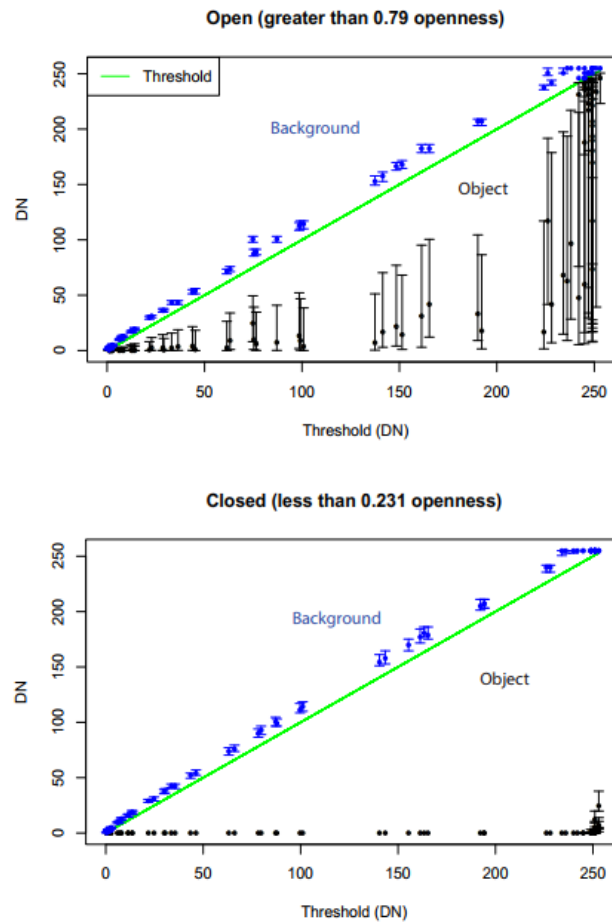 Open (greater than 0.79 openness)
Threshold
Background
Object
DN
250
200
150
100
50
0
0 50 100 150 200 250
Threshold (DN)
Closed (less than 0.231 openness)
Background
Object
DN
250
200
150
100
50
0
0 50 100 150 200 250
Threshold (DN)